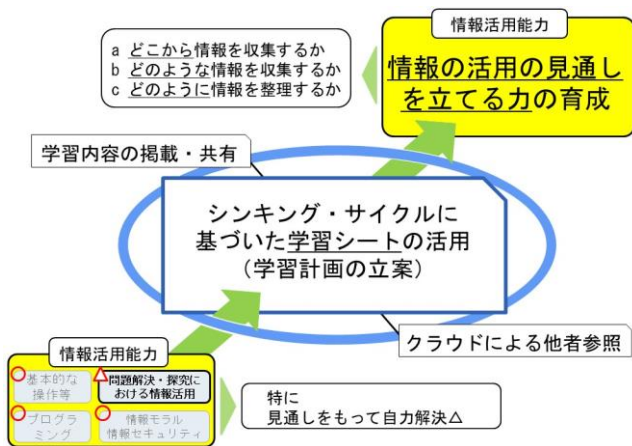 情報活用能力
情報の活用の見通し
を立てる力の育成
a どこから情報を収集するか
b どのような情報を収集するか
c どのように情報を整理するか
学習内容の掲載・共有
シンキング・サイクルに
基づいた学習シートの活用
(学習計画の立案)
クラウドによる他者参照
情報活用能力
基本的な
操作等
問題解決・探究に
おける情報活用
プログラ
ミング
情報モラル
情報セキュリティ
特に
見通しをもって自力解決△